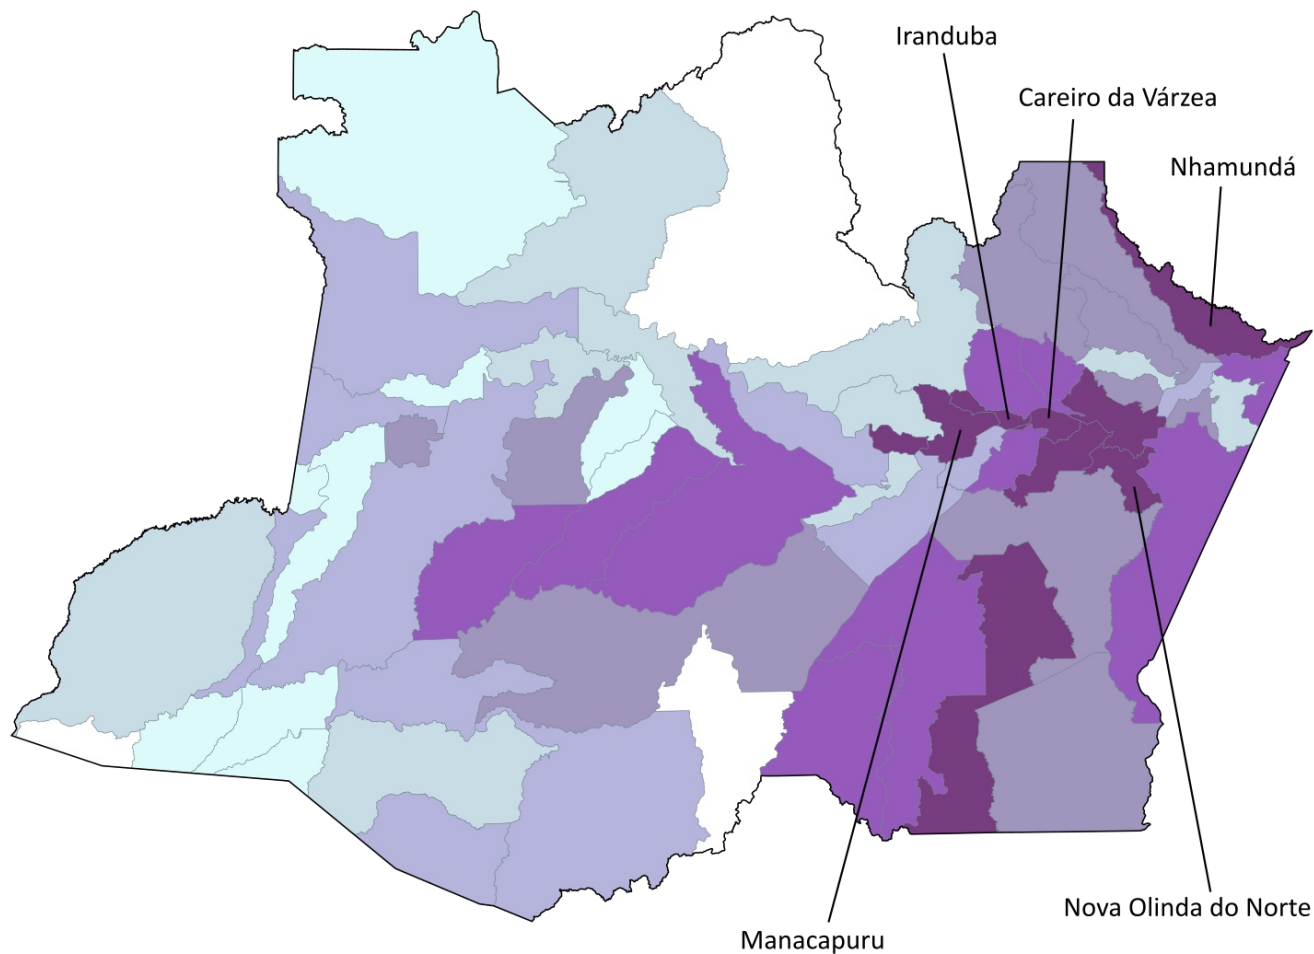 Iranduba
Careiro da Várzea
Nhamundá
Nova Olinda do Norte
Manacapuru